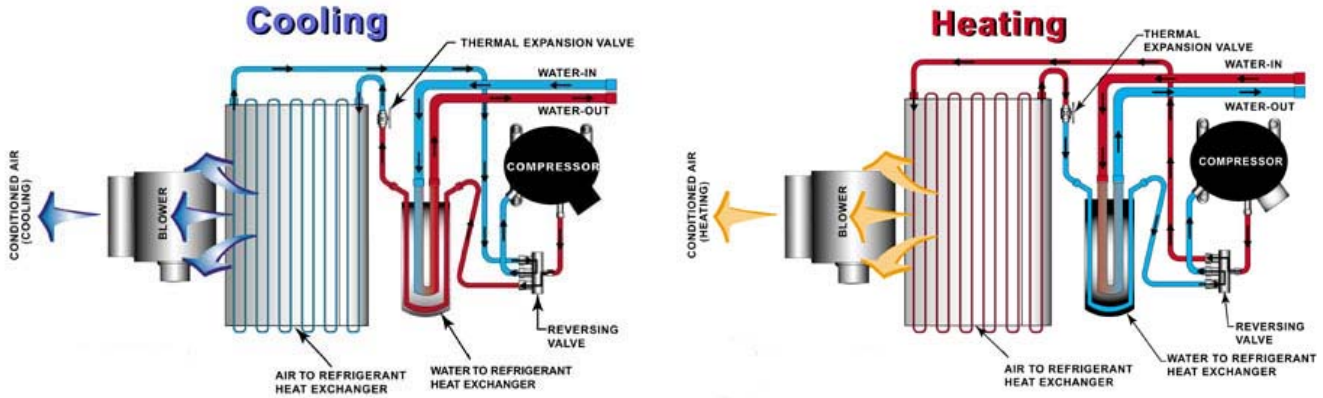 Cooling
THERMAL EXPANSION VALVE
WATER-IN
WATER-OUT
COMPRESSOR
CONDITIONED AIR
(COOLING)
BLOWER
REVERSING
VALVE
AIR TO REFRIGERANT
HEAT EXCHANGER
WATER TO REFRIGERANT
HEAT EXCHANGER
Heating
THERMAL
EXPANSION VALVE
WATER-IN
WATER-OUT
COMPRESSOR
CONDITIONED AIR
(HEATING)
BLOWER
REVERSING
VALVE
AIR TO REFRIGERANT
HEAT EXCHANGER
WATER TO REFRIGERANT
HEAT EXCHANGER